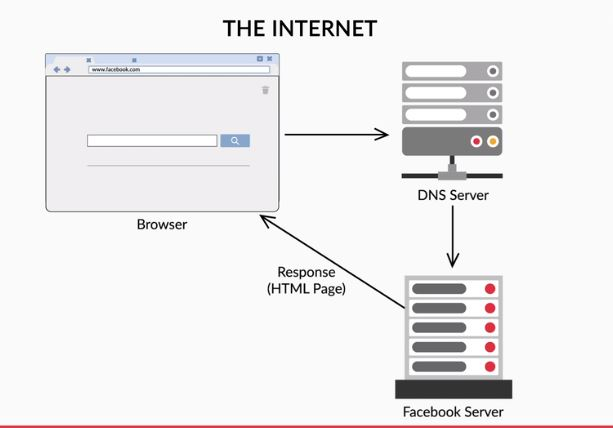 THE INTERNET
www.facebook.com
DNS Server
Browser
Response
(HTML Page)
Facebook Server